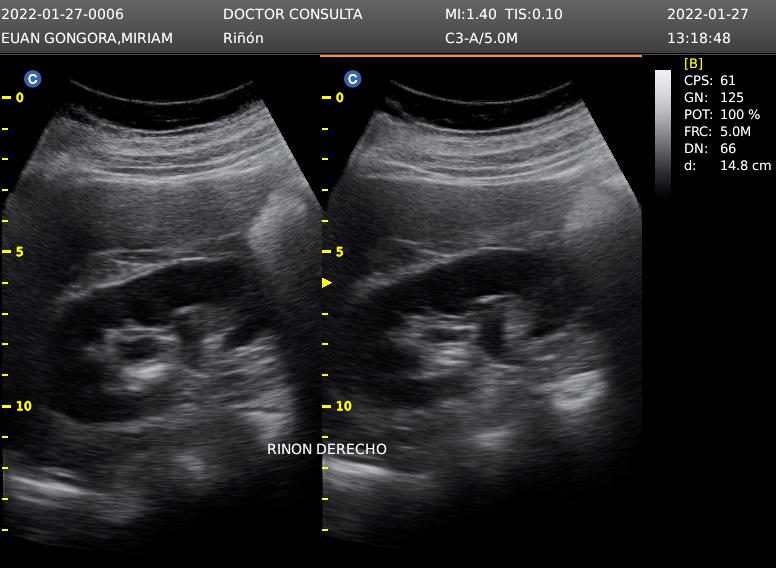 2022-01-27-0006 DOCTOR CONSULTA MI:1.40 TIS:0.10 2022-01-27
EUAN GONGORA,MIRIAM Riñón C3-A/5.0M 13:18:48
[B]
C C
0 0
CPS: 61
GN: 125
POT: 100 %
FRC: 5.0M
DN: 66
d: 14.8 cm
5 5
10 10
RINON DERECHO